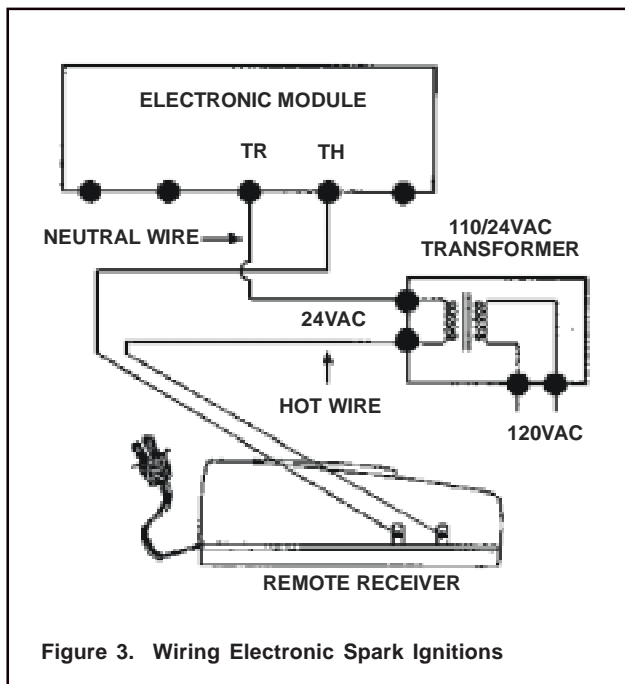 ELECTRONIC MODULE
TR TH
NEUTRAL WIRE
110/24VAC
TRANSFORMER
24VAC
HOT WIRE
120VAC
REMOTE RECEIVER
Figure 3. Wiring Electronic Spark Ignitions